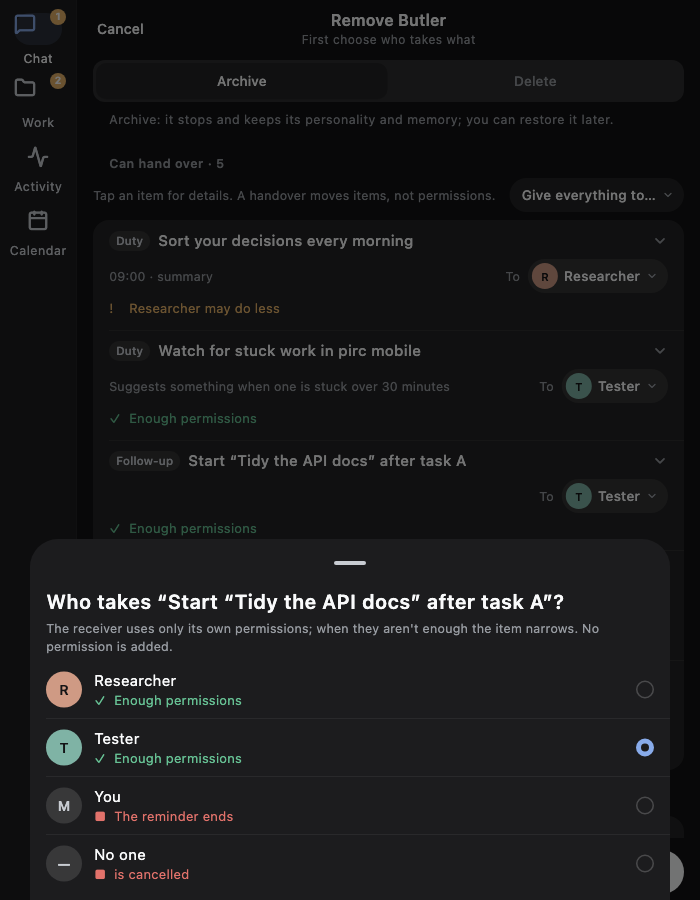 1
Chat
2
Work
Activity
Calendar
Cancel
Remove Butler
First choose who takes what
Archive
Delete
Archive: it stops and keeps its personality and memory; you can restore it later.
Can hand over · 5
Tap an item for details. A handover moves items, not permissions.
Give everything to...
Duty Sort your decisions every morning
09:00 · summary
To R Researcher
! Researcher may do less
Duty Watch for stuck work in pirc mobile
Suggests something when one is stuck over 30 minutes
To T Tester
✓ Enough permissions
Follow-up Start “Tidy the API docs” after task A
To T Tester
✓ Enough permissions
Who takes “Start “Tidy the API docs” after task A”?
The receiver uses only its own permissions; when they aren't enough the item narrows. No
permission is added.
R Researcher
✓ Enough permissions
T Tester
✓ Enough permissions
M You
The reminder ends
— No one
is cancelled